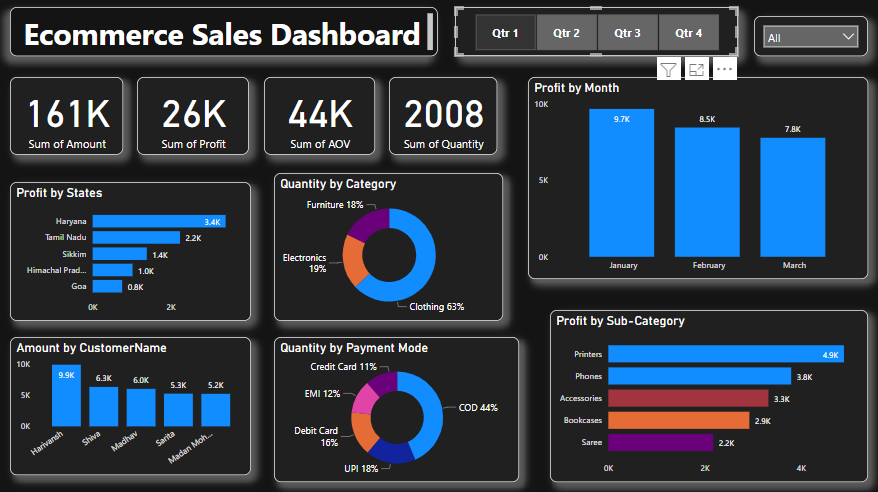 Ecommerce Sales Dashboard
Qtr 1
Qtr 2
Qtr 3
Qtr 4
All
161K
Sum of Amount
26K
Sum of Profit
44K
Sum of AOV
2008
Sum of Quantity
Profit by Month
10K
5K
0K
9.7K
8.5K
7.8K
January
February
March
Profit by States
Haryana
3.4K
Tamil Nadu
2.2K
Sikkim
1.4K
Himachal Prad...
1.0K
Goa
0.8K
0K
2K
Quantity by Category
Furniture 18%
Electronics
19%
Clothing 63%
Amount by CustomerName
10K
5K
0K
9.9K
6.3K
6.0K
5.3K
5.2K
Harivansh
Shiva
Madhav
Sarita
Madan Moh...
Quantity by Payment Mode
Credit Card 11%
EMI 12%
Debit Card
16%
UPI 18%
COD 44%
Profit by Sub-Category
Printers
4.9K
Phones
3.8K
Accessories
3.3K
Bookcases
2.9K
Saree
2.2K
0K
2K
4K